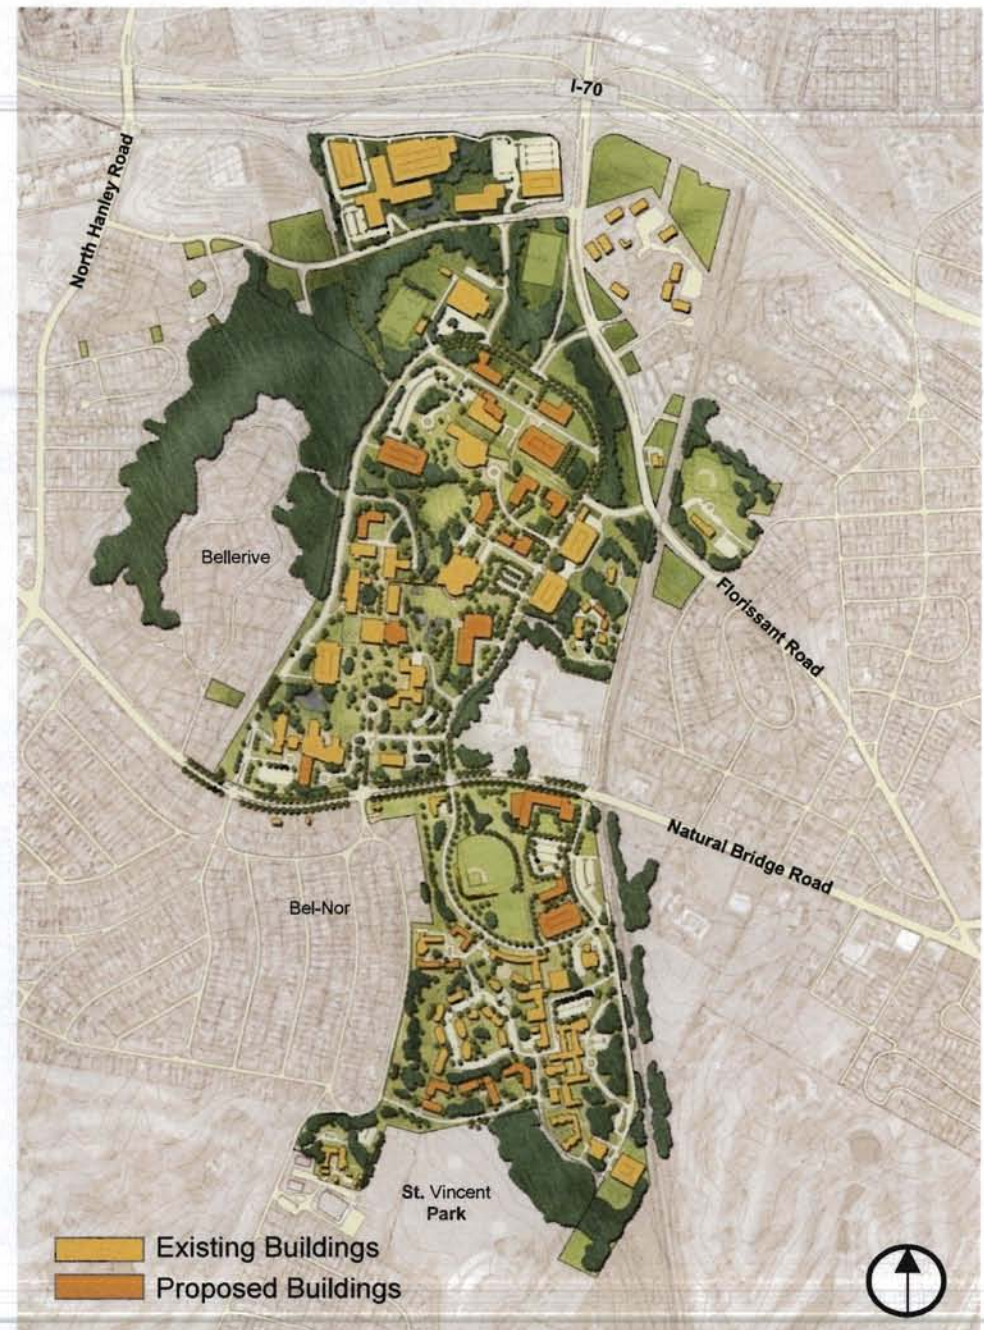 I-70
North Hanley Road
Bellerive
Florissant Road
Natural Bridge Road
Bel-Nor
St. Vincent
Park
Existing Buildings
Proposed Buildings